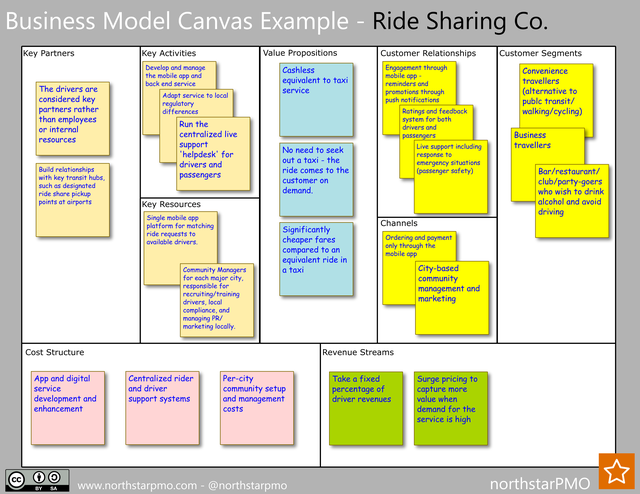 Business Model Canvas Example - Ride Sharing Co.
Key Partners
The drivers are
considered key
partners rather
than employees
or internal
resources
Build relationships
with key transit hubs,
such as designated
ride share pickup
points at airports
Key Activities
Develop and manage
the mobile app and
back end service
Adapt service to local
regulatory
differences
Run the
centralized live
support
'helpdesk' for
drivers and
passengers
Key Resources
Single mobile app
platform for matching
ride requests to
available drivers.
Community Managers
for each major city,
responsible for
recruiting/training
drivers, local
compliance, and
managing PR/
marketing locally.
Value Propositions
Cashless
equivalent to taxi
service
No need to seek
out a taxi - the
ride comes to the
customer on
demand.
Significantly
cheaper fares
compared to an
equivalent ride in
a taxi
Customer Relationships
Engagement through
mobile app -
reminders and
promotions through
push notifications
Ratings and feedback
system for both
drivers and
passengers
Live support including
response to
emergency situations
(passenger safety)
Channels
Ordering and payment
only through the
mobile app
City-based
community
management and
marketing
Customer Segments
Convenience
travellers
(alternative to
publc transit/
walking/cycling)
Business
travellers
Bar/restaurant/
club/party-goers
who wish to drink
alcohol and avoid
driving
Cost Structure
App and digital
service
development and
enhancement
Centralized rider
and driver
support systems
Per-city
community setup
and management
costs
Revenue Streams
Take a fixed
percentage of
driver revenues
Surge pricing to
capture more
value when
demand for the
service is high
cc
BY SA
www.northstarpmo.com - @northstarpmo
northstarPMO